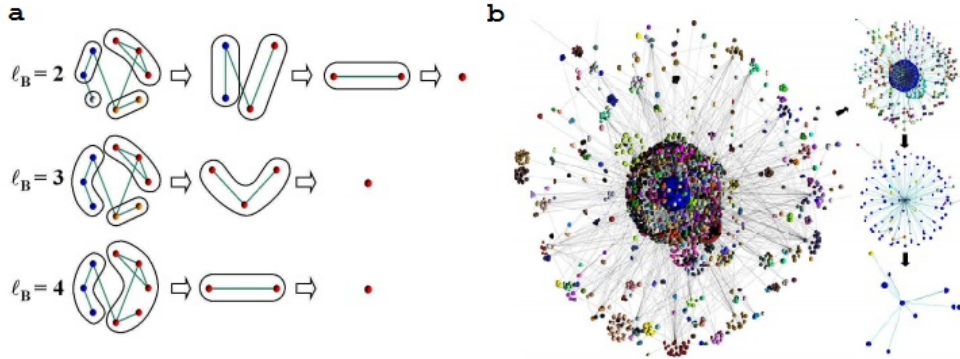 a
b
ℓB = 2
ℓB = 3
ℓB = 4